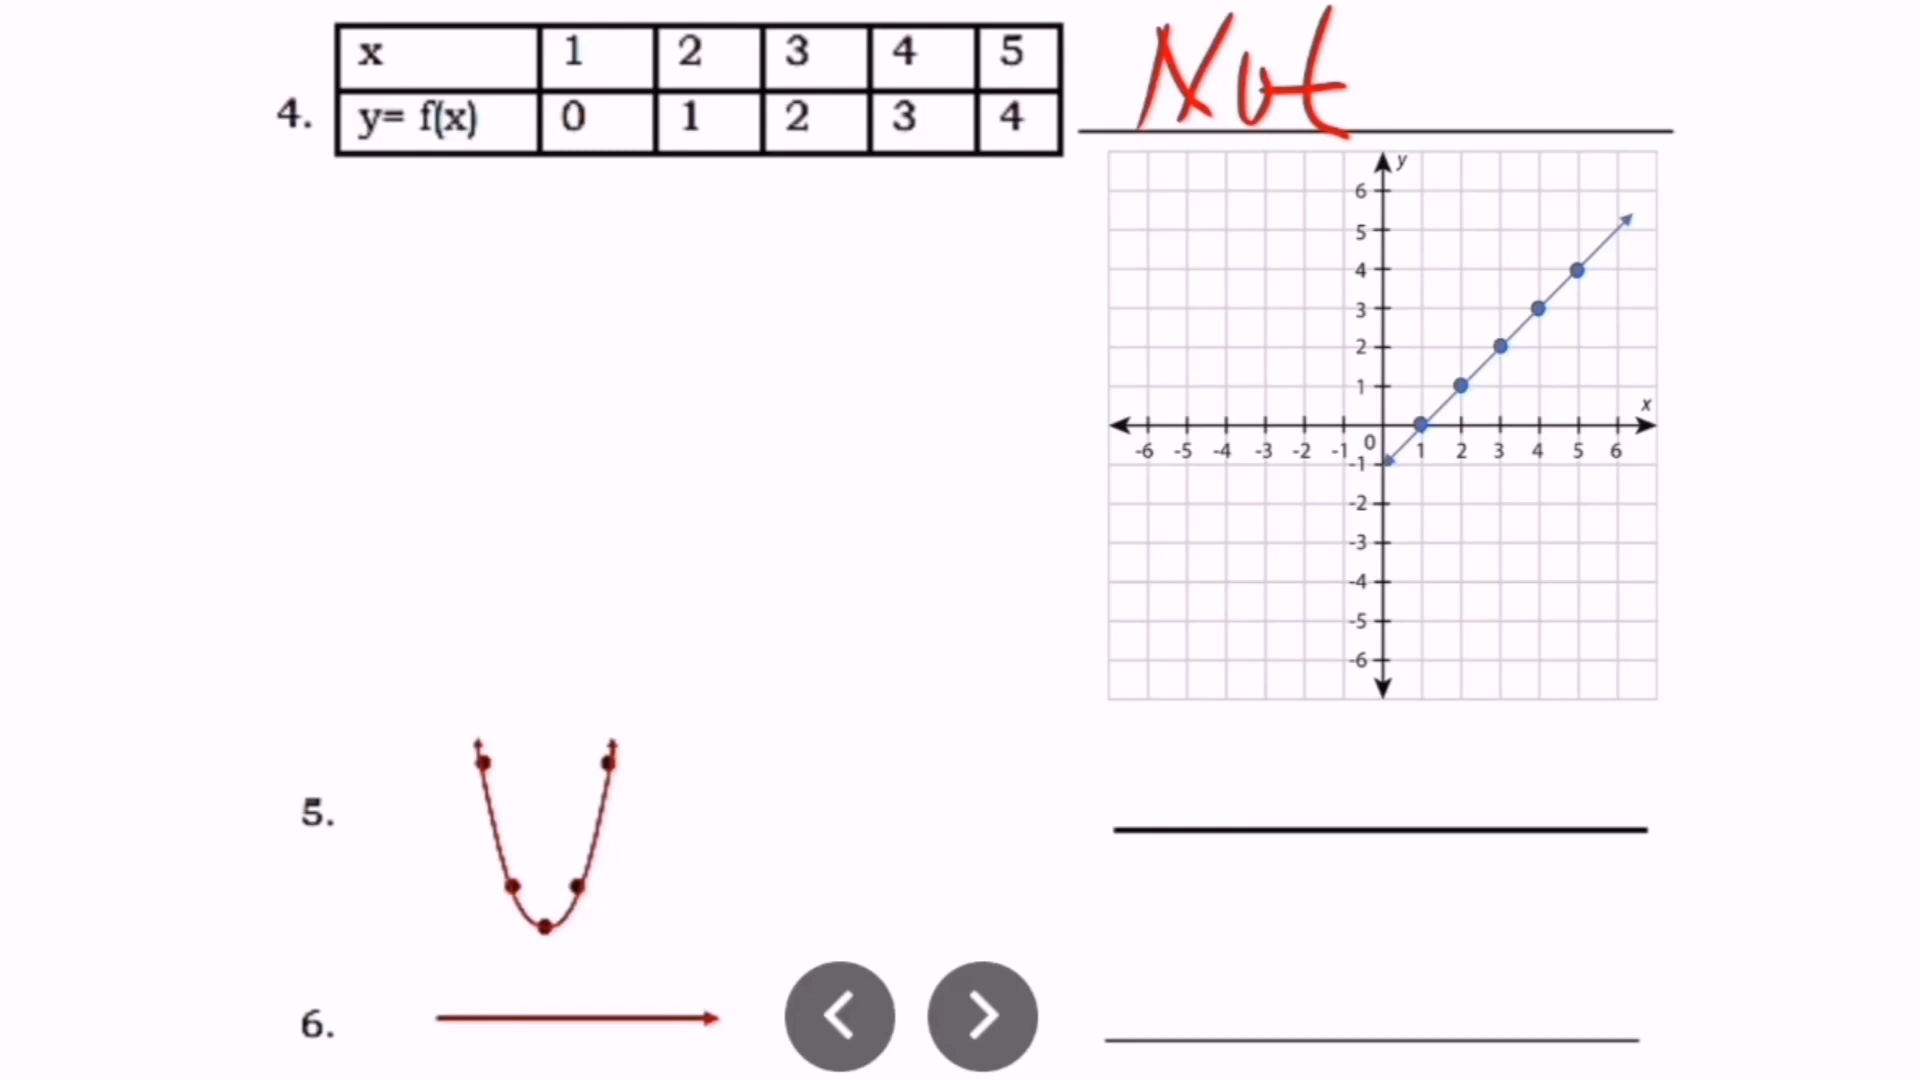 x 1 2 3 4 5
4. y= f(x) 0 1 2 3 4
Not
y
6
5
4
3
2
1
x
-6 -5 -4 -3 -2 -1 0 1 2 3 4 5 6
-1
-2
-3
-4
-5
-6
5.
6.